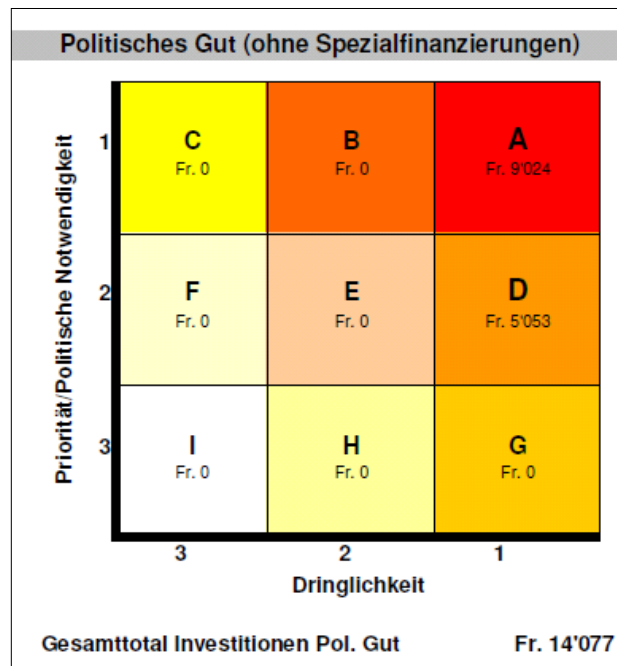 Politisches Gut (ohne Spezialfinanzierungen)
Priorität/Politische Notwendigkeit
1
C
Fr. 0
B
Fr. 0
A
Fr. 9'024
2
F
Fr. 0
E
Fr. 0
D
Fr. 5'053
3
I
Fr. 0
H
Fr. 0
G
Fr. 0
3 2 1
Dringlichkeit
Gesamttotal Investitionen Pol. Gut Fr. 14'077